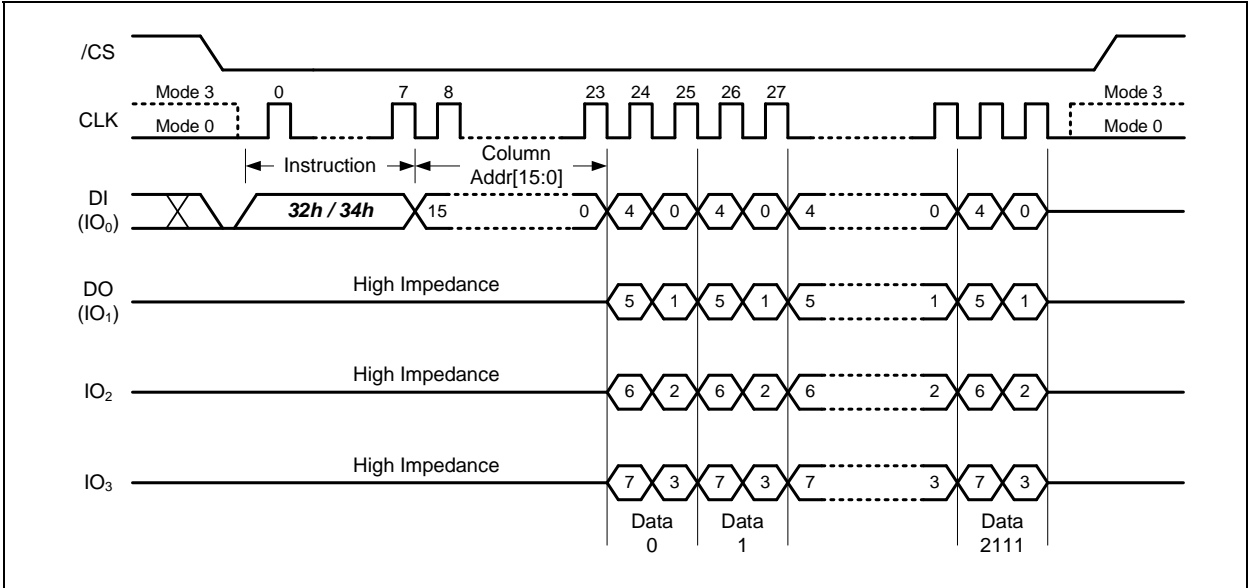 /CS
Mode 3 0 7 8 23 24 25 26 27 Mode 3
CLK
Mode 0 Mode 0
Instruction
Column
Addr[15:0]
DI
(IO₀)
32h / 34h 15 0 4 0 4 0 4 0 4 0
High Impedance
DO
(IO₁)
5 1 5 1 5 1 5 1
High Impedance
IO₂ 6 2 6 2 6 2 6 2
High Impedance
IO₃ 7 3 7 3 7 3 7 3
Data Data Data
0 1 2111